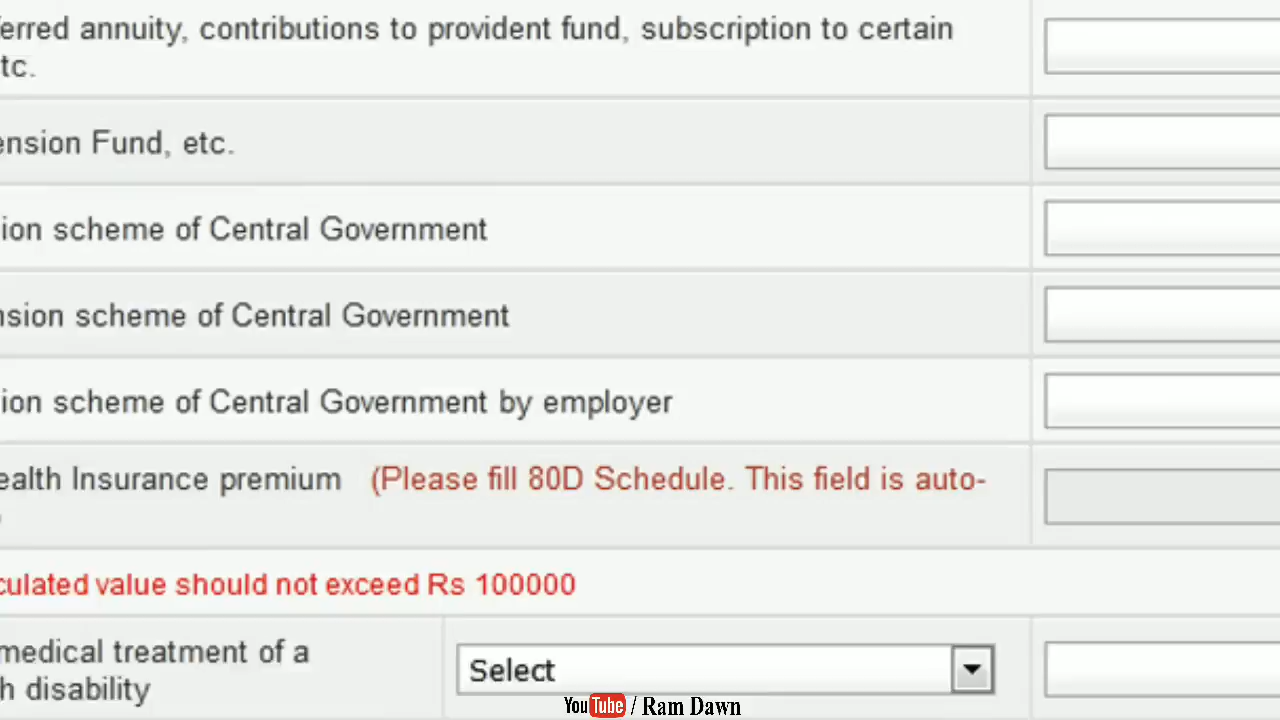 erred annuity, contributions to provident fund, subscription to certain
tc.
ension Fund, etc.
ion scheme of Central Government
nsion scheme of Central Government
ion scheme of Central Government by employer
ealth Insurance premium (Please fill 80D Schedule. This field is auto-
culated value should not exceed Rs 100000
medical treatment of a
h disability
Select
YouTube / Ram Dawn